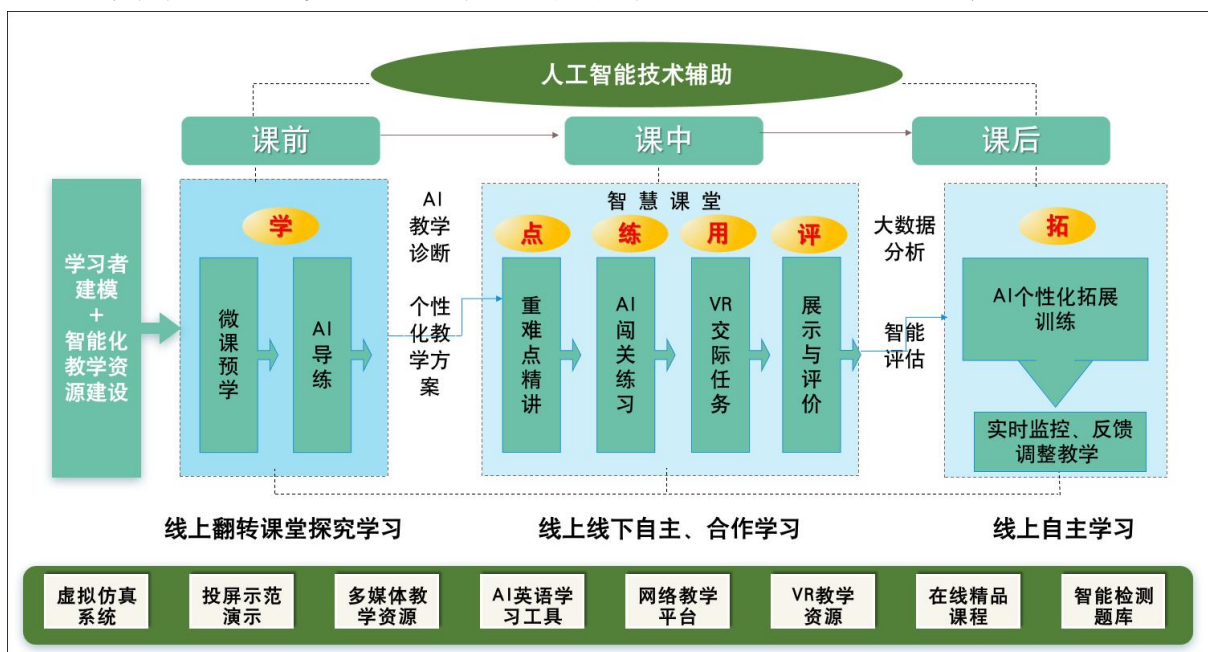 人工智能技术辅助
课前
课中
课后
学习者
建模
+
智能化
教学资
源建设
学
微课预学
AI导练
AI
教学
诊断
个性
化教
学方
案
智慧课堂
点
练
用
评
重难点精讲
AI闯关练习
VR交际任务
展示与评价
大数据
分析
智能
评估
拓
AI个性化拓展
训练
实时监控、反馈
调整教学
线上翻转课堂探究学习
线上线下自主、合作学习
线上自主学习
虚拟仿真
系统
投屏示范
演示
多媒体教
学资源
AI英语学
习工具
网络教学
平台
VR教学
资源
在线精品
课程
智能检测
题库